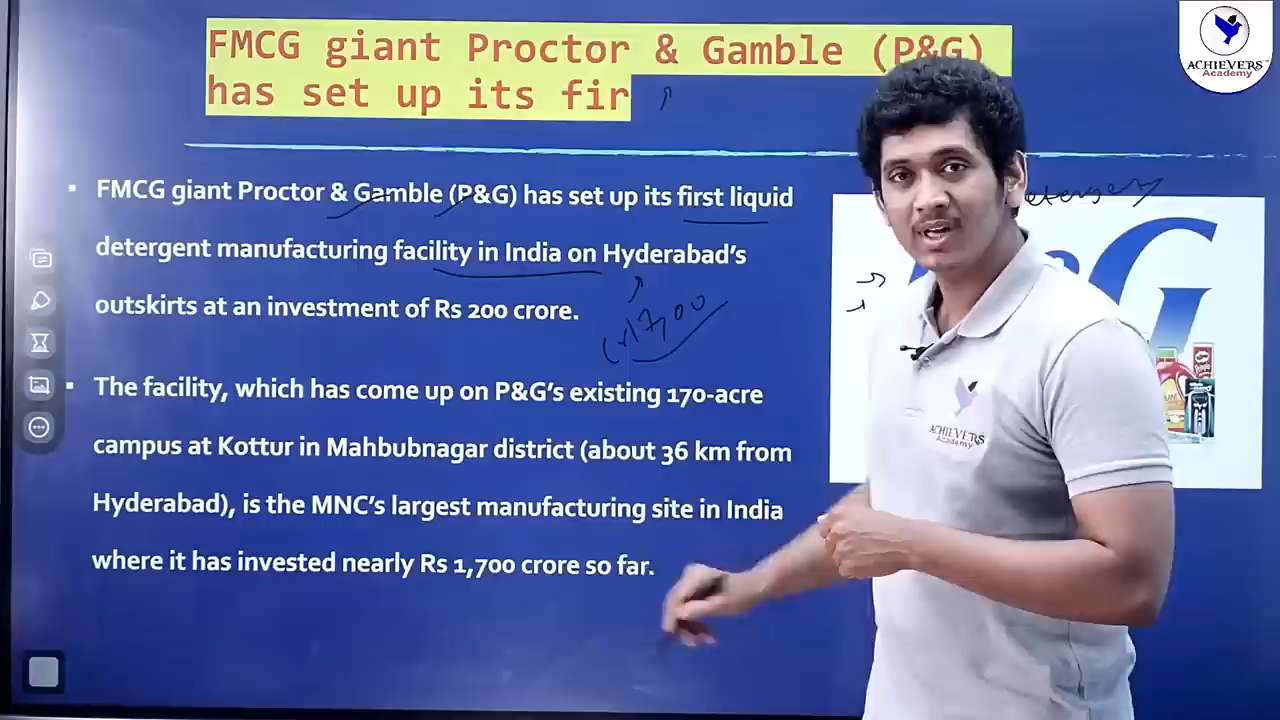 FMCG giant Proctor & Gamble (P&G)
has set up its fir
ACHIEVERS
Academy
▪ FMCG giant Proctor & Gamble (P&G) has set up its first liquid
detergent manufacturing facility in India on Hyderabad's
outskirts at an investment of Rs 200 crore.
▪ The facility, which has come up on P&G's existing 170-acre
campus at Kottur in Mahbubnagar district (about 36 km from
Hyderabad), is the MNC's largest manufacturing site in India
where it has invested nearly Rs 1,700 crore so far.
G
ACHIEVERS
Academy